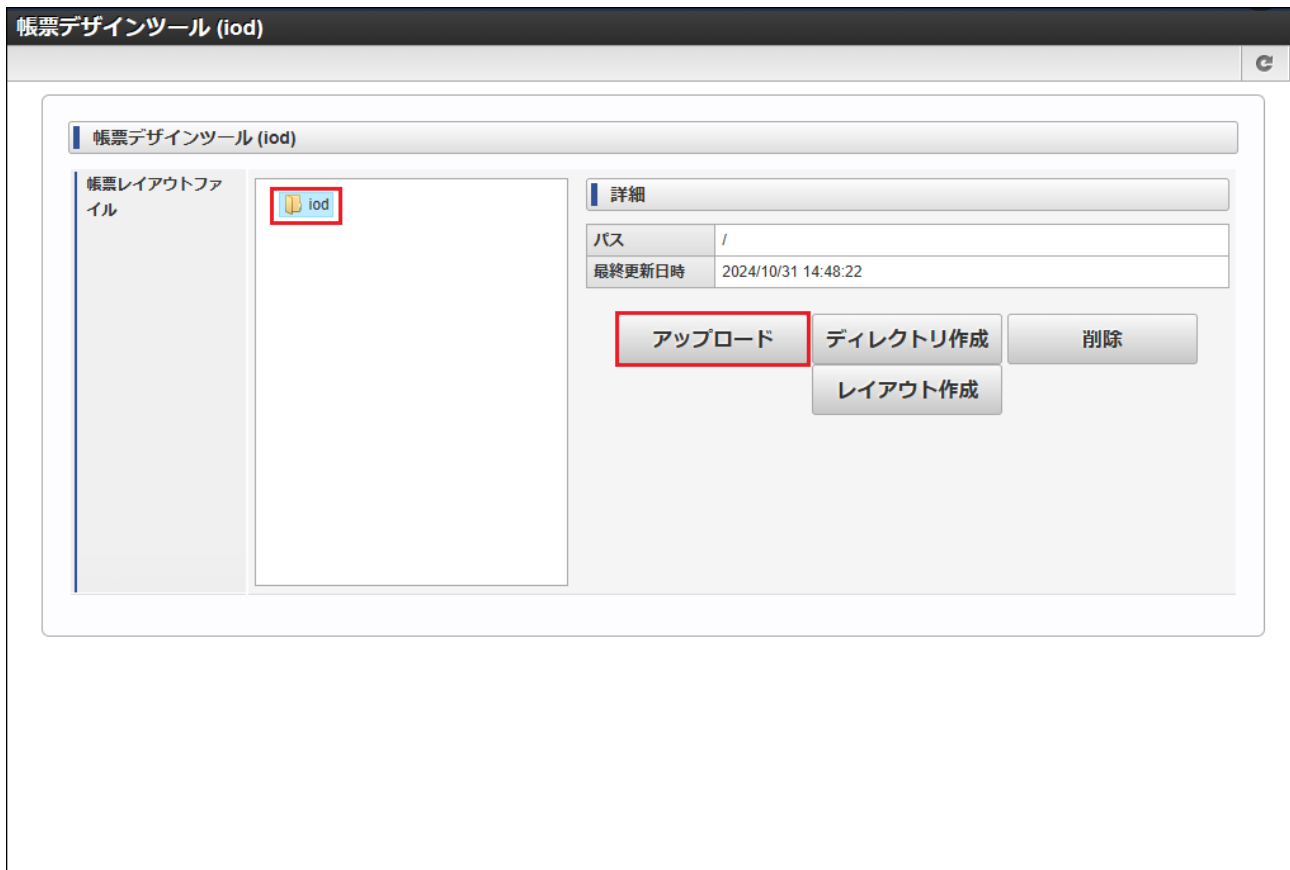 帳票デザインツール (iod)
帳票デザインツール (iod)
帳票レイアウトファ
イル
iod
詳細
パス
/
最終更新日時
2024/10/31 14:48:22
アップロード
ディレクトリ作成
削除
レイアウト作成